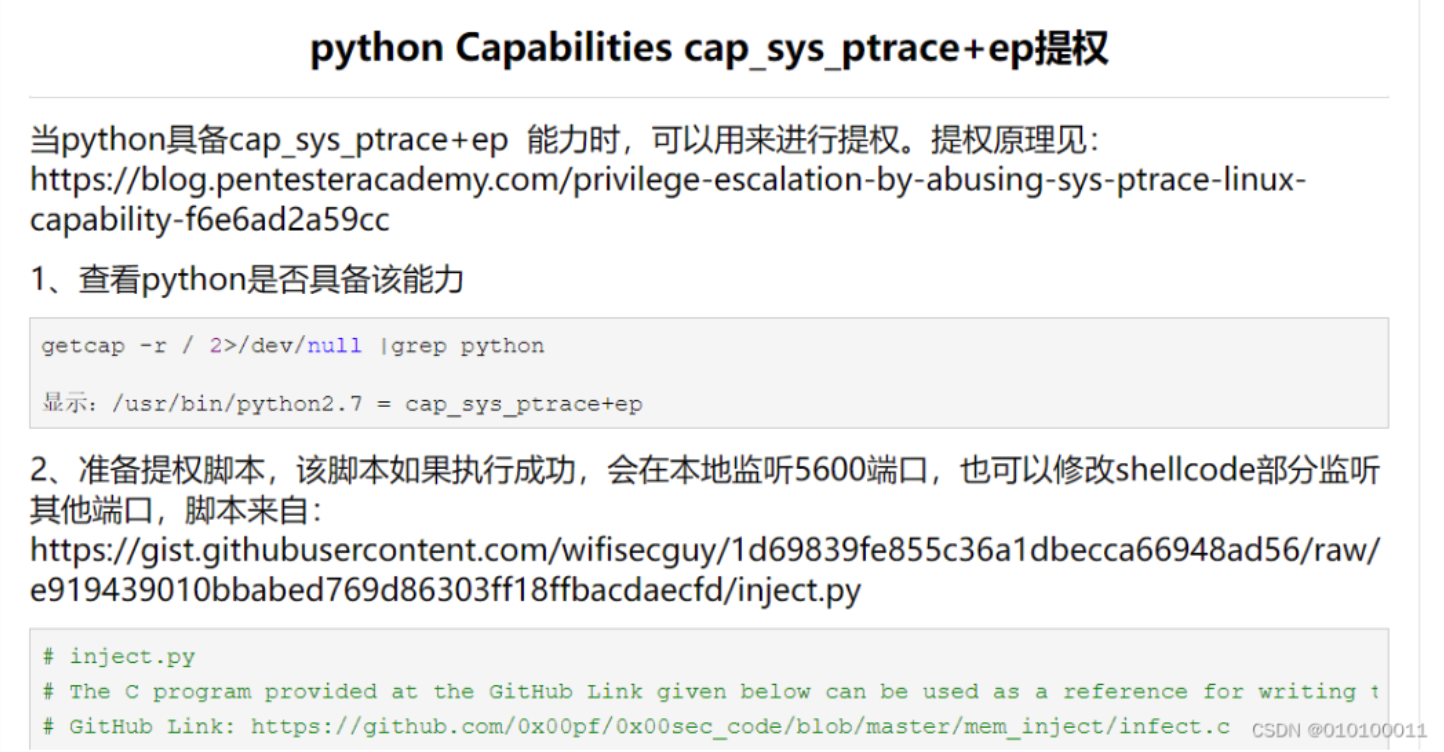 python Capabilities cap_sys_ptrace+ep提权
当python具备cap_sys_ptrace+ep 能力时，可以用来进行提权。提权原理见：
https://blog.pentesteracademy.com/privilege-escalation-by-abusing-sys-ptrace-linux-
capability-f6e6ad2a59cc
1、查看python是否具备该能力
getcap -r / 2>/dev/null |grep python
显示：/usr/bin/python2.7 = cap_sys_ptrace+ep
2、准备提权脚本，该脚本如果执行成功，会在本地监听5600端口，也可以修改shellcode部分监听
其他端口，脚本来自：
https://gist.githubusercontent.com/wifisecguy/1d69839fe855c36a1dbecca66948ad56/raw/
e919439010bbabed769d86303ff18ffbacdaecfd/inject.py
# inject.py
# The C program provided at the GitHub Link given below can be used as a reference for writing t
# GitHub Link: https://github.com/0x00pf/0x00sec_code/blob/master/mem_inject/infect.c
CSDN @010100011